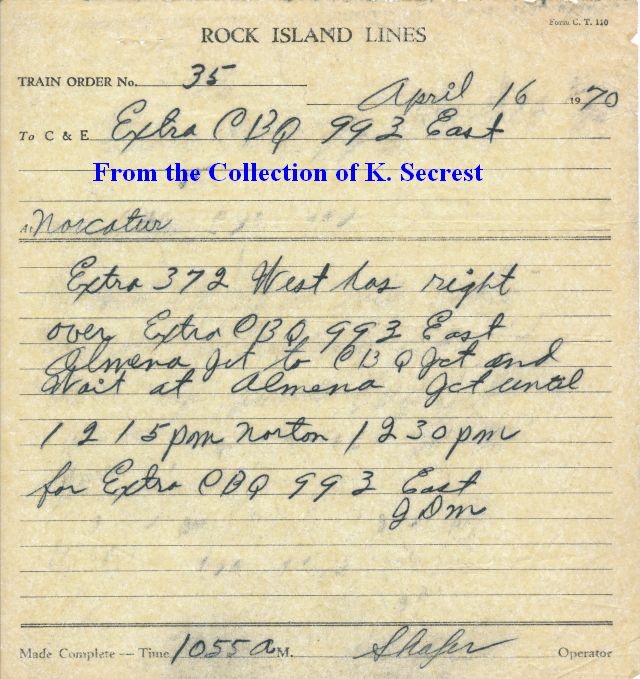 Form C. T. 110
ROCK ISLAND LINES
TRAIN ORDER No. 35
April 16 1970
To C & E Extra CBQ 993 East
From the Collection of K. Secrest
At Norcatur
Extra 372 West has right
over Extra CBQ 993 East
Almena Jct to CBQ Jct and
Wait at Almena Jct until
1215pm Norton 1230pm
for Extra CBQ 993 East
JDM
Made Complete — Time 1055 A M. Shafer Operator